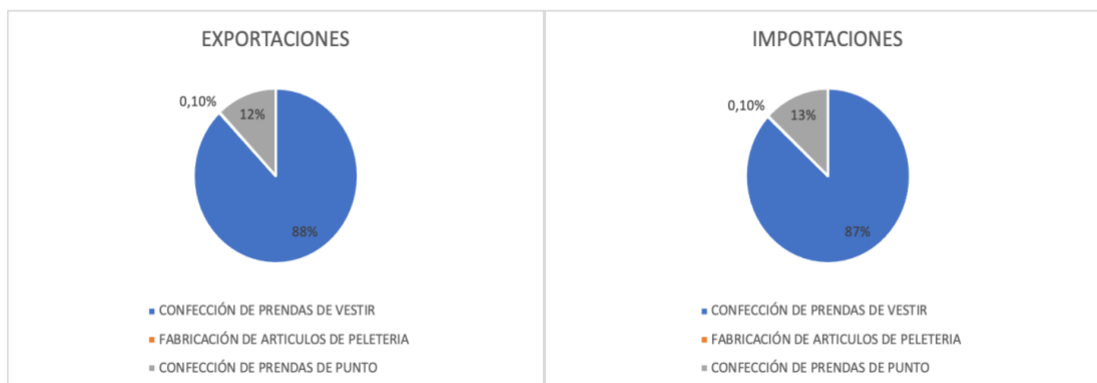 EXPORTACIONES
0,10%
12%
88%
CONFECCIÓN DE PRENDAS DE VESTIR
FABRICACIÓN DE ARTICULOS DE PELETERIA
CONFECCIÓN DE PRENDAS DE PUNTO
IMPORTACIONES
0,10%
13%
87%
CONFECCIÓN DE PRENDAS DE VESTIR
FABRICACIÓN DE ARTICULOS DE PELETERIA
CONFECCIÓN DE PRENDAS DE PUNTO